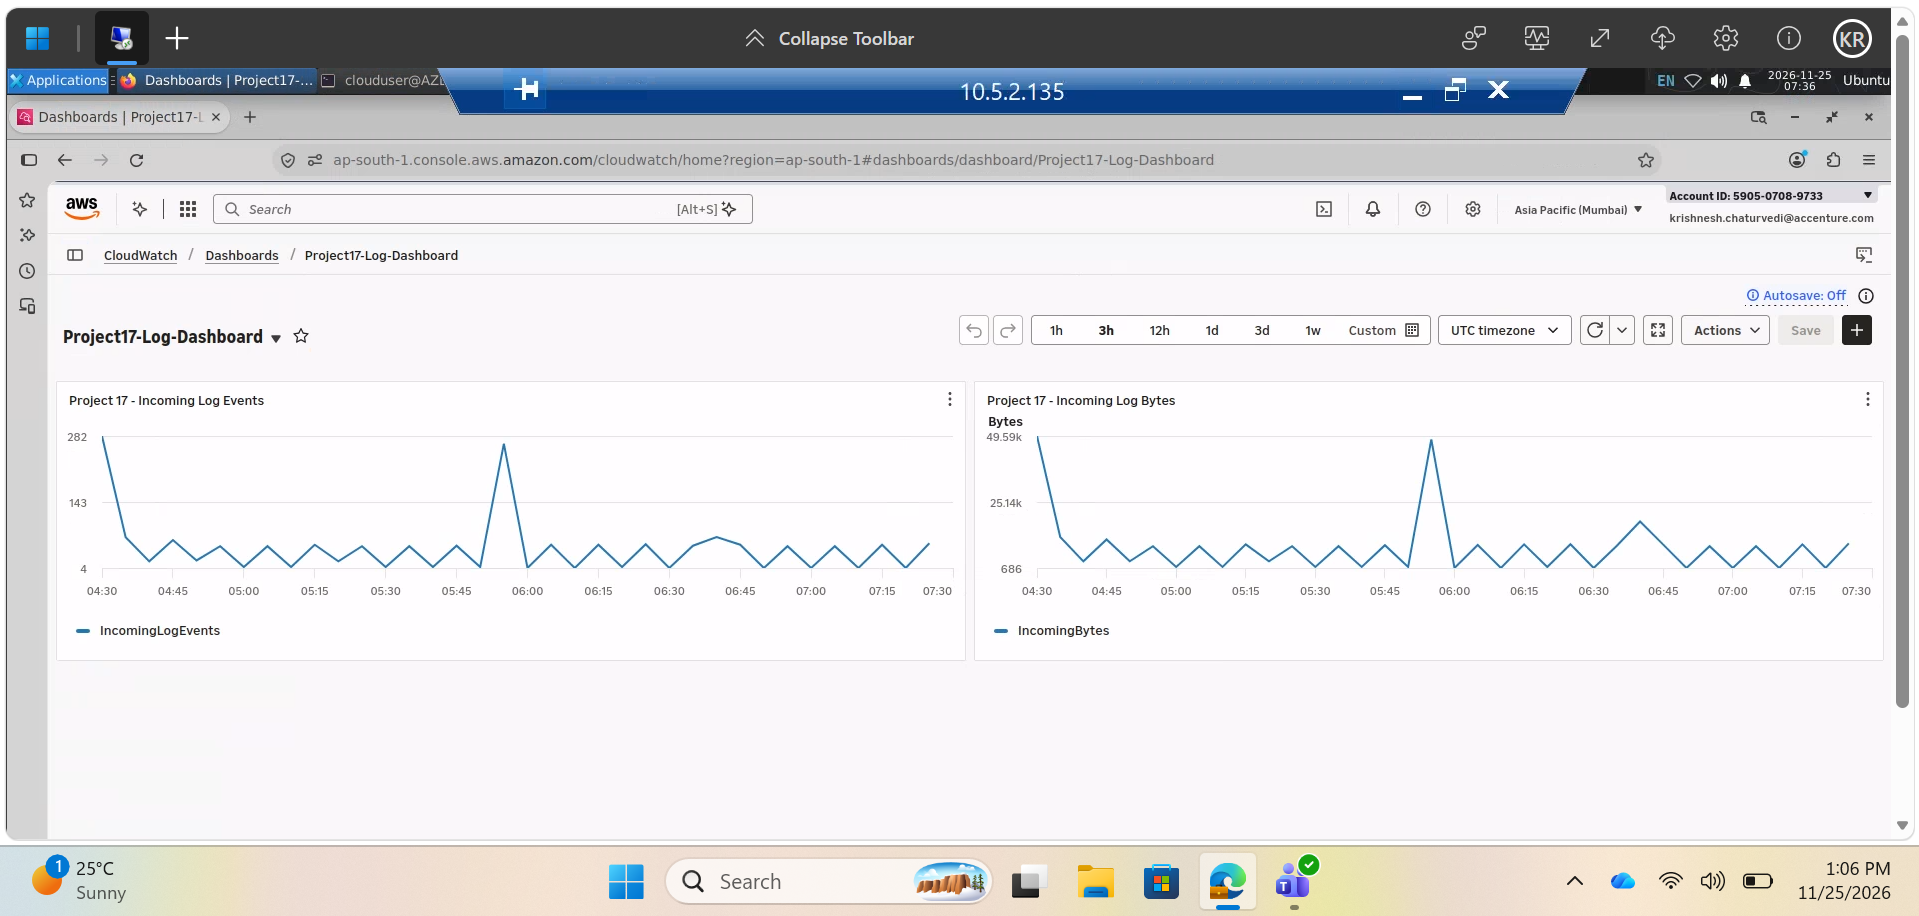 Collapse Toolbar
KR
Applications
Dashboards | Project17-...
clouduser@AZL
10.5.2.135
EN
2026-11-25
07:36
Ubuntu
Dashboards | Project17-L
ap-south-1.console.aws.amazon.com/cloudwatch/home?region=ap-south-1#dashboards/dashboard/Project17-Log-Dashboard
aws
Search
[Alt+S]
Asia Pacific (Mumbai)
Account ID: 5905-0708-9733
krishnesh.chaturvedi@accenture.com
CloudWatch / Dashboards / Project17-Log-Dashboard
Autosave: Off
Project17-Log-Dashboard
1h 3h 12h 1d 3d 1w Custom
UTC timezone
Actions
Save
Project 17 - Incoming Log Events
282
143
4
04:30 04:45 05:00 05:15 05:30 05:45 06:00 06:15 06:30 06:45 07:00 07:15 07:30
IncomingLogEvents
Project 17 - Incoming Log Bytes
Bytes
49.59k
25.14k
686
04:30 04:45 05:00 05:15 05:30 05:45 06:00 06:15 06:30 06:45 07:00 07:15 07:30
IncomingBytes
1
25°C
Sunny
Search
T
1:06 PM
11/25/2026